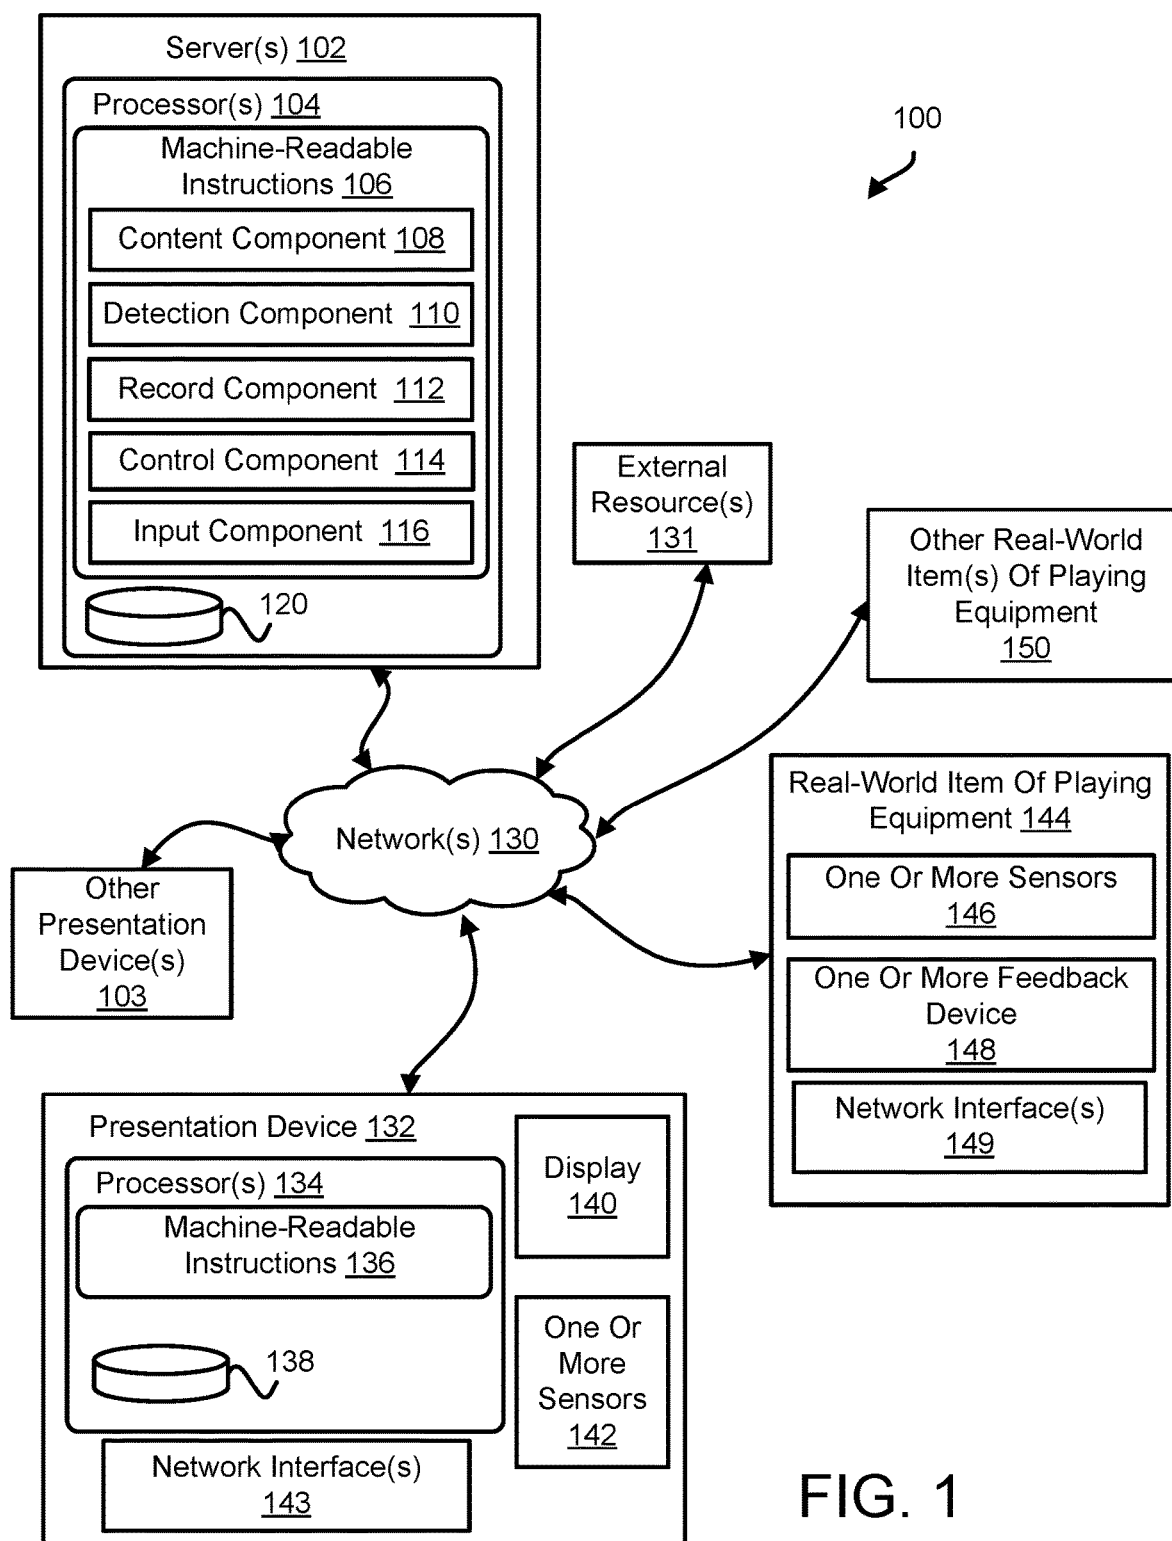 Server(s) 102
Processor(s) 104
Machine-Readable
Instructions 106
Content Component 108
Detection Component 110
Record Component 112
Control Component 114
Input Component 116
120
100
External
Resource(s)
131
Other Real-World
Item(s) Of Playing
Equipment
150
Network(s) 130
Other
Presentation
Device(s)
103
Real-World Item Of Playing
Equipment 144
One Or More Sensors
146
One Or More Feedback
Device
148
Network Interface(s)
149
Presentation Device 132
Processor(s) 134
Machine-Readable
Instructions 136
138
Display
140
One Or
More
Sensors
142
Network Interface(s)
143
FIG. 1